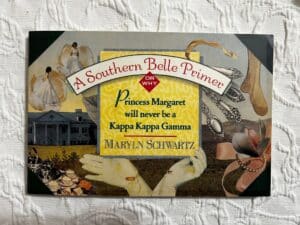 A Southern Belle Primer
OR
WHY
Princess Margaret
will never be a
Kappa Kappa Gamma
MARYLN SCHWARTZ